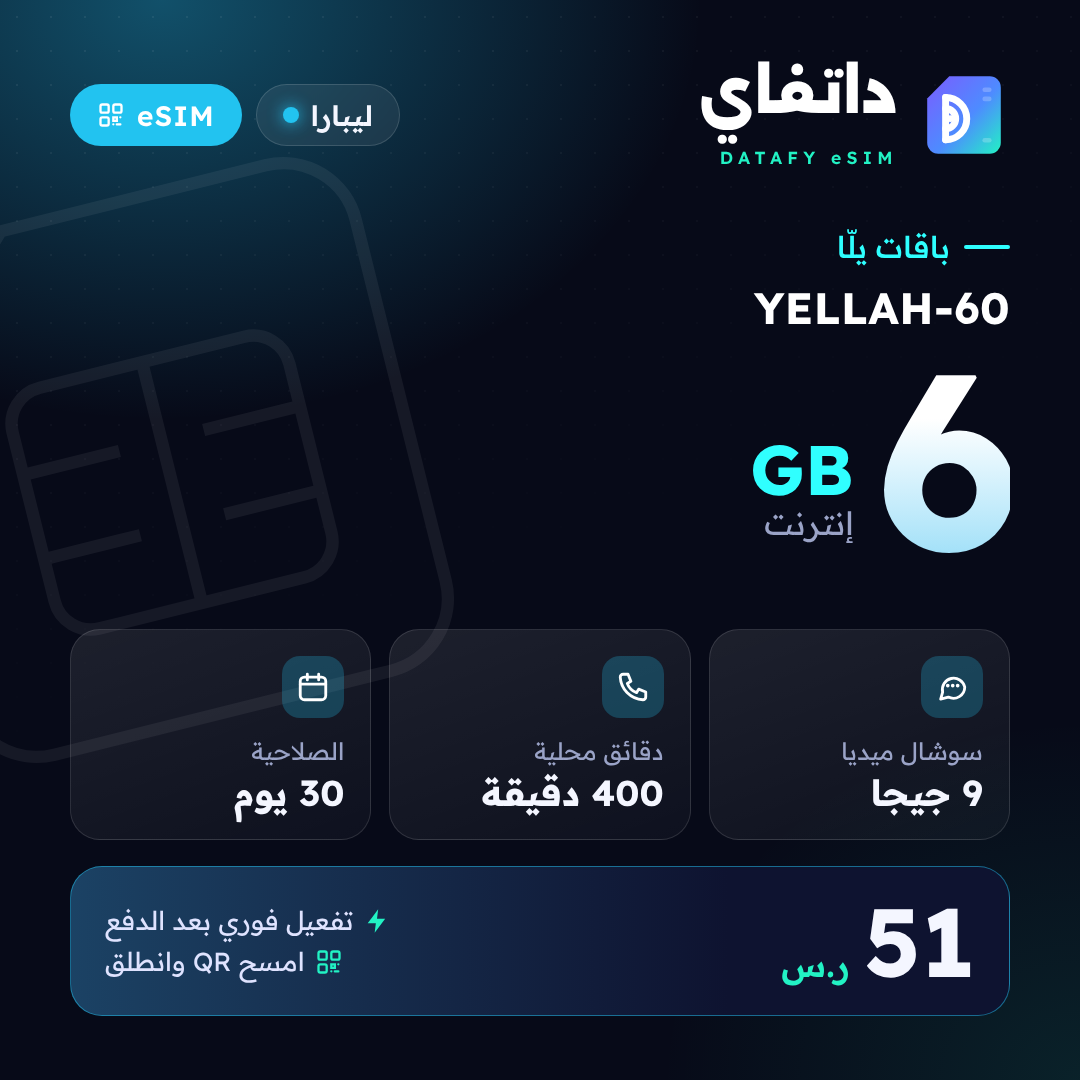 داتفاي
DATAFY eSIM
ليبارا
eSIM
باقات يلّا
YELLAH-60
6
GB
إنترنت
سوشال ميديا
9 جيجا
دقائق محلية
400 دقيقة
الصلاحية
30 يوم
51 ر.س
تفعيل فوري بعد الدفع
امسح QR وانطلق